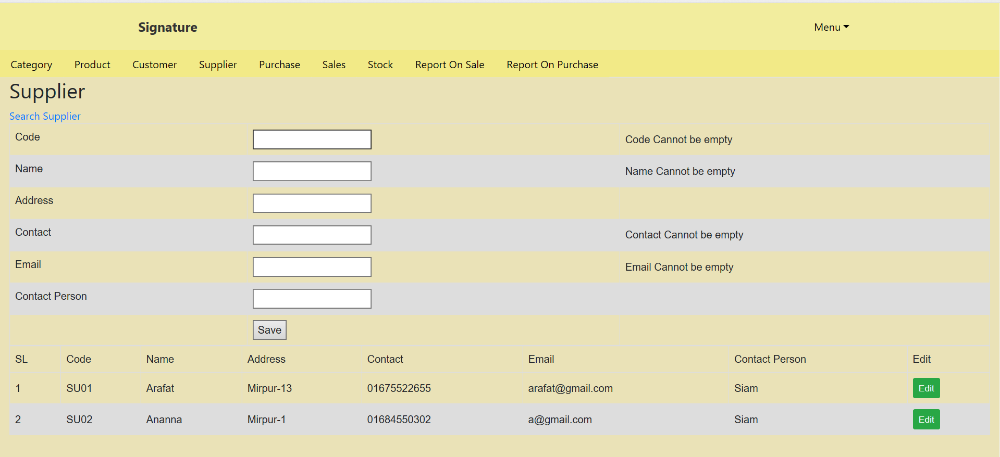 Signature Menu
Category Product Customer Supplier Purchase Sales Stock Report On Sale Report On Purchase
Supplier
Search Supplier
Code Code Cannot be empty
Name Name Cannot be empty
Address
Contact Contact Cannot be empty
Email Email Cannot be empty
Contact Person
Save
SL Code Name Address Contact Email Contact Person Edit
1 SU01 Arafat Mirpur-13 01675522655 arafat@gmail.com Siam Edit
2 SU02 Ananna Mirpur-1 01684550302 a@gmail.com Siam Edit